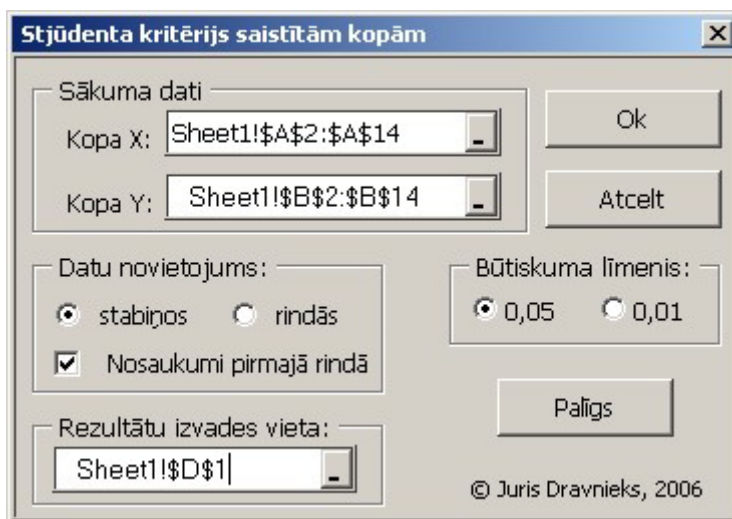 Stjūdenta kritērijs saistītām kopām
Sākuma dati
Kopa X: Sheet1!$A$2:$A$14
Kopa Y: Sheet1!$B$2:$B$14
Ok
Atcelt
Datu novietojums:
stabiņos rindās
Nosaukumi pirmajā rindā
Būtiskuma līmenis:
0,05 0,01
Rezultātu izvades vieta:
Sheet1!$D$1
Palīgs
© Juris Dravnieks, 2006